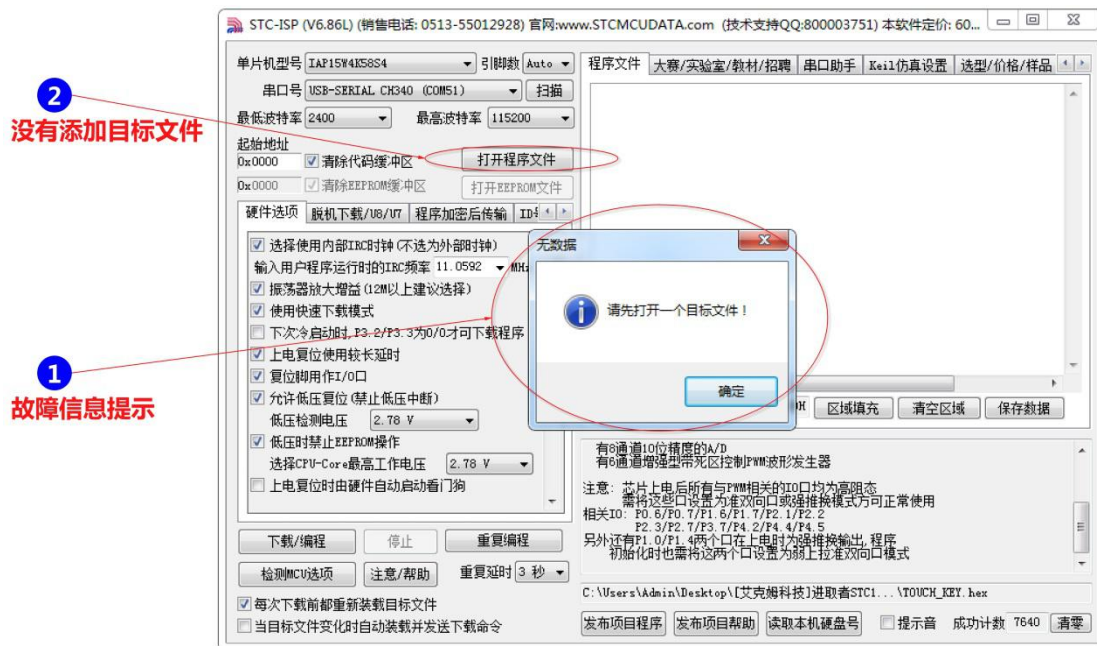 STC-ISP (V6.86L) (销售电话: 0513-55012928) 官网:www.STCMCUDATA.com (技术支持QQ:800003751) 本软件定价: 60...
单片机型号 IAP15W4K58S4 引脚数 Auto
串口号 USB-SERIAL CH340 (COM51) 扫描
最低波特率 2400 最高波特率 115200
起始地址
0x0000 清除代码缓冲区 打开程序文件
0x0000 清除EEPROM缓冲区 打开EEPROM文件
硬件选项 脱机下载/U8/U7 程序加密后传输
选择使用内部IRC时钟(不选为外部时钟)
输入用户程序运行时的IRC频率 11.0592 MHz
振荡器放大增益(12M以上建议选择)
使用快速下载模式
下次冷启动时,P3.2/P3.3为0/0才可下载程序
上电复位使用较长延时
复位脚用作I/O口
允许低压复位(禁止低压中断)
低压检测电压 2.78 V
低压时禁止EEPROM操作
选择CPU-Core最高工作电压 2.78 V
上电复位时由硬件自动启动看门狗
下载/编程 停止 重复编程
检测MCU选项 注意/帮助 重复延时 3 秒
每次下载前都重新装载目标文件
当目标文件变化时自动装载并发送下载命令
程序文件 大赛/实验室/教材/招聘 串口助手 Keil仿真设置 选型/价格/样品
无数据
请先打开一个目标文件！
确定
区域填充 清空区域 保存数据
有8通道10位精度的A/D
有6通道增强型带死区控制PWM波形发生器
注意: 芯片上电后所有与PWM相关的IO口均为高阻态
需将这些口设置为准双向口或强推挽模式方可正常使用
相关IO: P0.6/P0.7/P1.6/P1.7/P2.1/P2.2
P2.3/P2.7/P3.7/P4.2/P4.4/P4.5
另外还有P1.0/P1.4两个口在上电时为强推挽输出,程序
初始化时也需将这两个口设置为弱上拉准双向口模式
C:\Users\Admin\Desktop\[艾克姆科技]进取者STC1...\TOUCH_KEY.hex
发布项目程序 发布项目帮助 读取本机硬盘号 提示音 成功计数 7640 清零
2
没有添加目标文件
1
故障信息提示